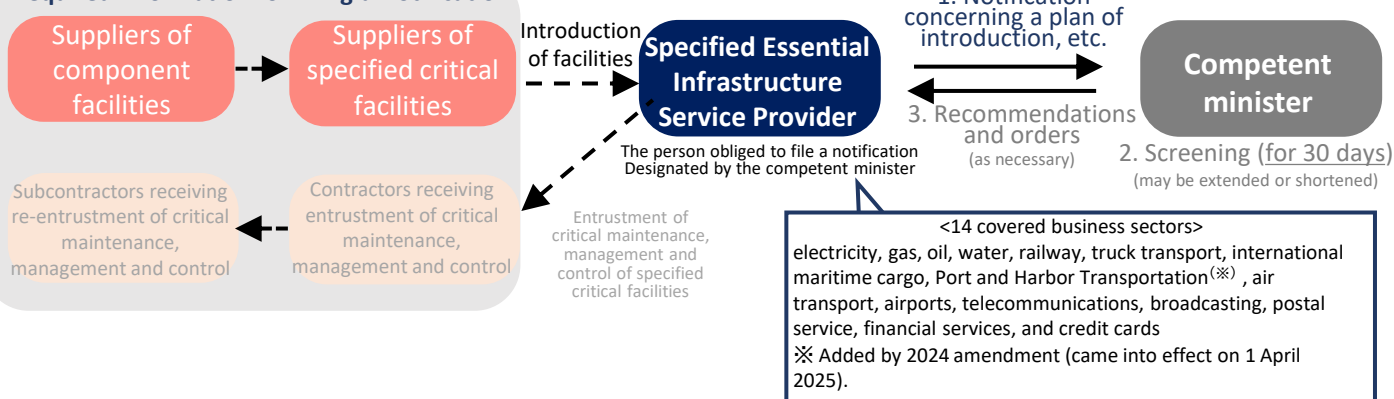 1. Notification
concerning a plan of
introduction, etc.
Suppliers of
component
facilities
Suppliers of
specified critical
facilities
Introduction
of facilities
Specified Essential
Infrastructure
Service Provider
Competent
minister
3. Recommendations
and orders
(as necessary)
2. Screening (for 30 days)
(may be extended or shortened)
The person obliged to file a notification
Designated by the competent minister
Subcontractors receiving
re-entrustment of critical
maintenance,
management and control
Contractors receiving
entrustment of critical
maintenance,
management and control
Entrustment of
critical maintenance,
management and
control of specified
critical facilities
<14 covered business sectors>
electricity, gas, oil, water, railway, truck transport, international
maritime cargo, Port and Harbor Transportation(※) , air
transport, airports, telecommunications, broadcasting, postal
service, financial services, and credit cards
※ Added by 2024 amendment (came into effect on 1 April
2025).